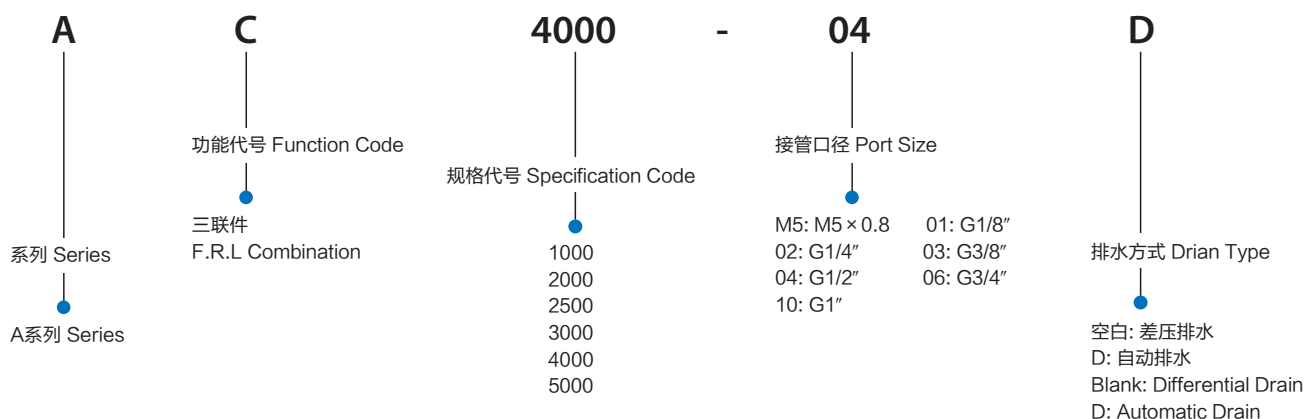 A C 4000 - 04 D
功能代号 Function Code
接管口径 Port Size
规格代号 Specification Code
三联件
F.R.L Combination
M5: M5×0.8 01: G1/8″
02: G1/4″ 03: G3/8″
04: G1/2″ 06: G3/4″
10: G1″
系列 Series
排水方式 Drian Type
1000
2000
2500
3000
4000
5000
A系列 Series
空白: 差压排水
D: 自动排水
Blank: Differential Drain
D: Automatic Drain